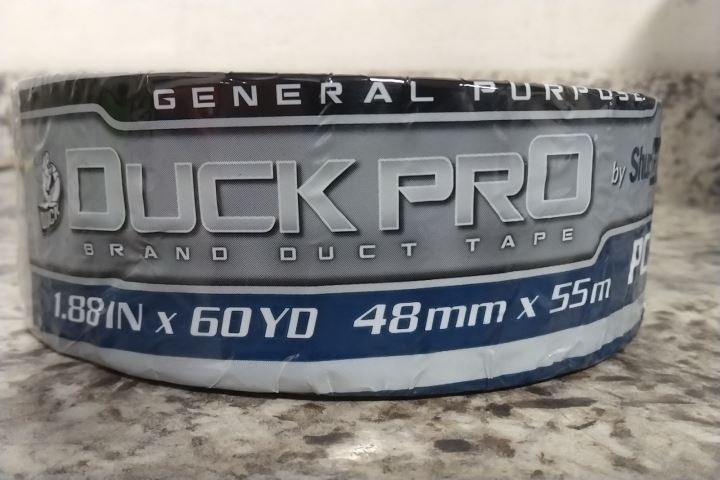 GENERAL PURPOSE
DUCK PRO by
BRAND DUCT TAPE
1.88IN x 60YD 48mm x 55m